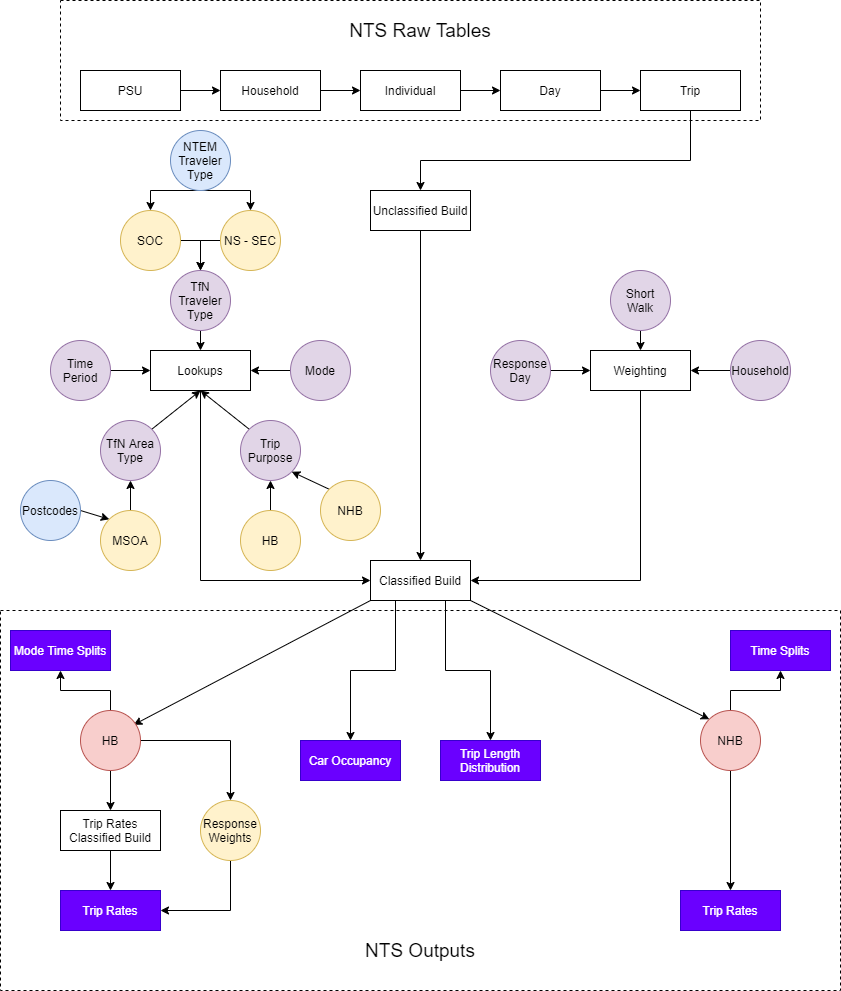 NTS Raw Tables
PSU
Household
Individual
Day
Trip
NTEM
Traveler
Type
Unclassified Build
SOC
NS - SEC
TfN
Traveler
Type
Short
Walk
Time
Period
Lookups
Mode
Response
Day
Weighting
Household
TfN Area
Type
Trip
Purpose
Postcodes
MSOA
HB
NHB
Classified Build
Mode Time Splits
Time Splits
HB
Car Occupancy
Trip Length
Distribution
NHB
Trip Rates
Classified Build
Response
Weights
Trip Rates
Trip Rates
NTS Outputs